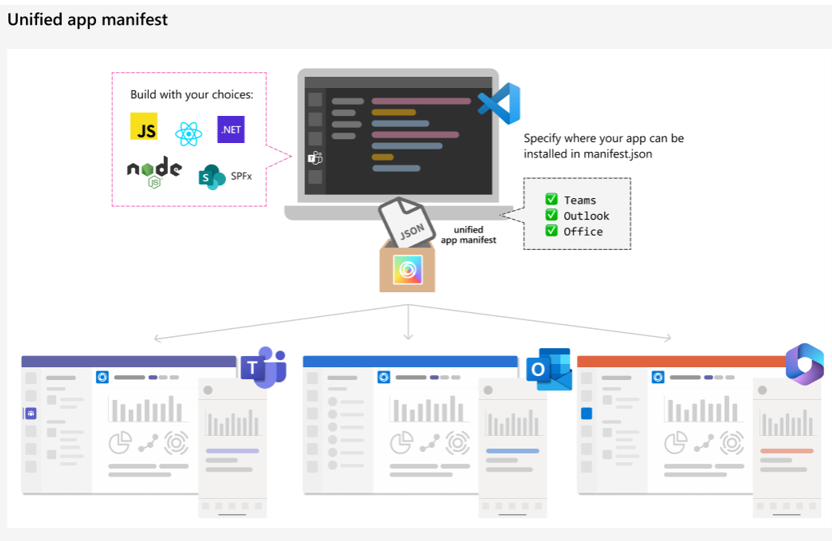 Unified app manifest
Build with your choices:
JS
.NET
node
JS
S
SPFx
Specify where your app can be
installed in manifest.json
Teams
Outlook
Office
JSON
unified
app manifest
T
O